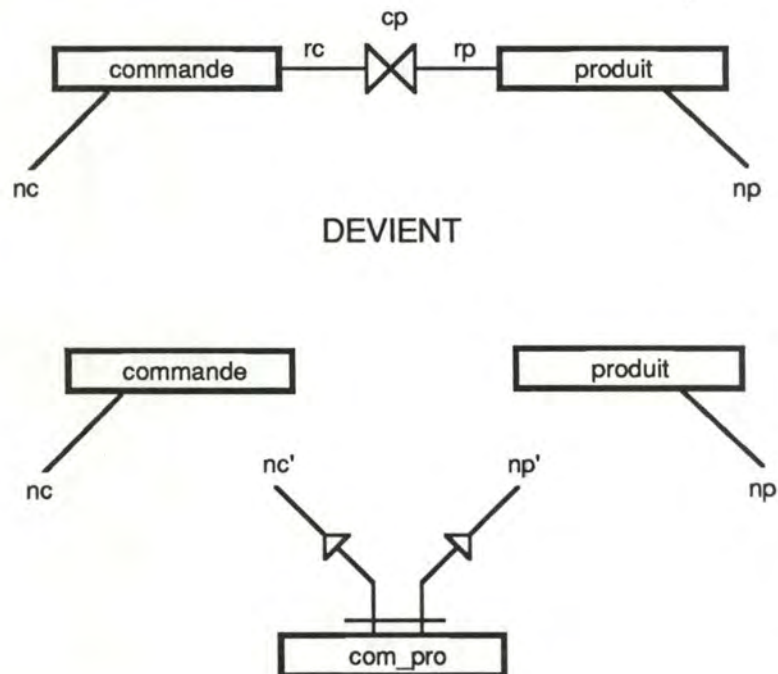 cp
commande rc rp produit
nc np
DEVIENT
commande produit
nc nc' np' np
com_pro